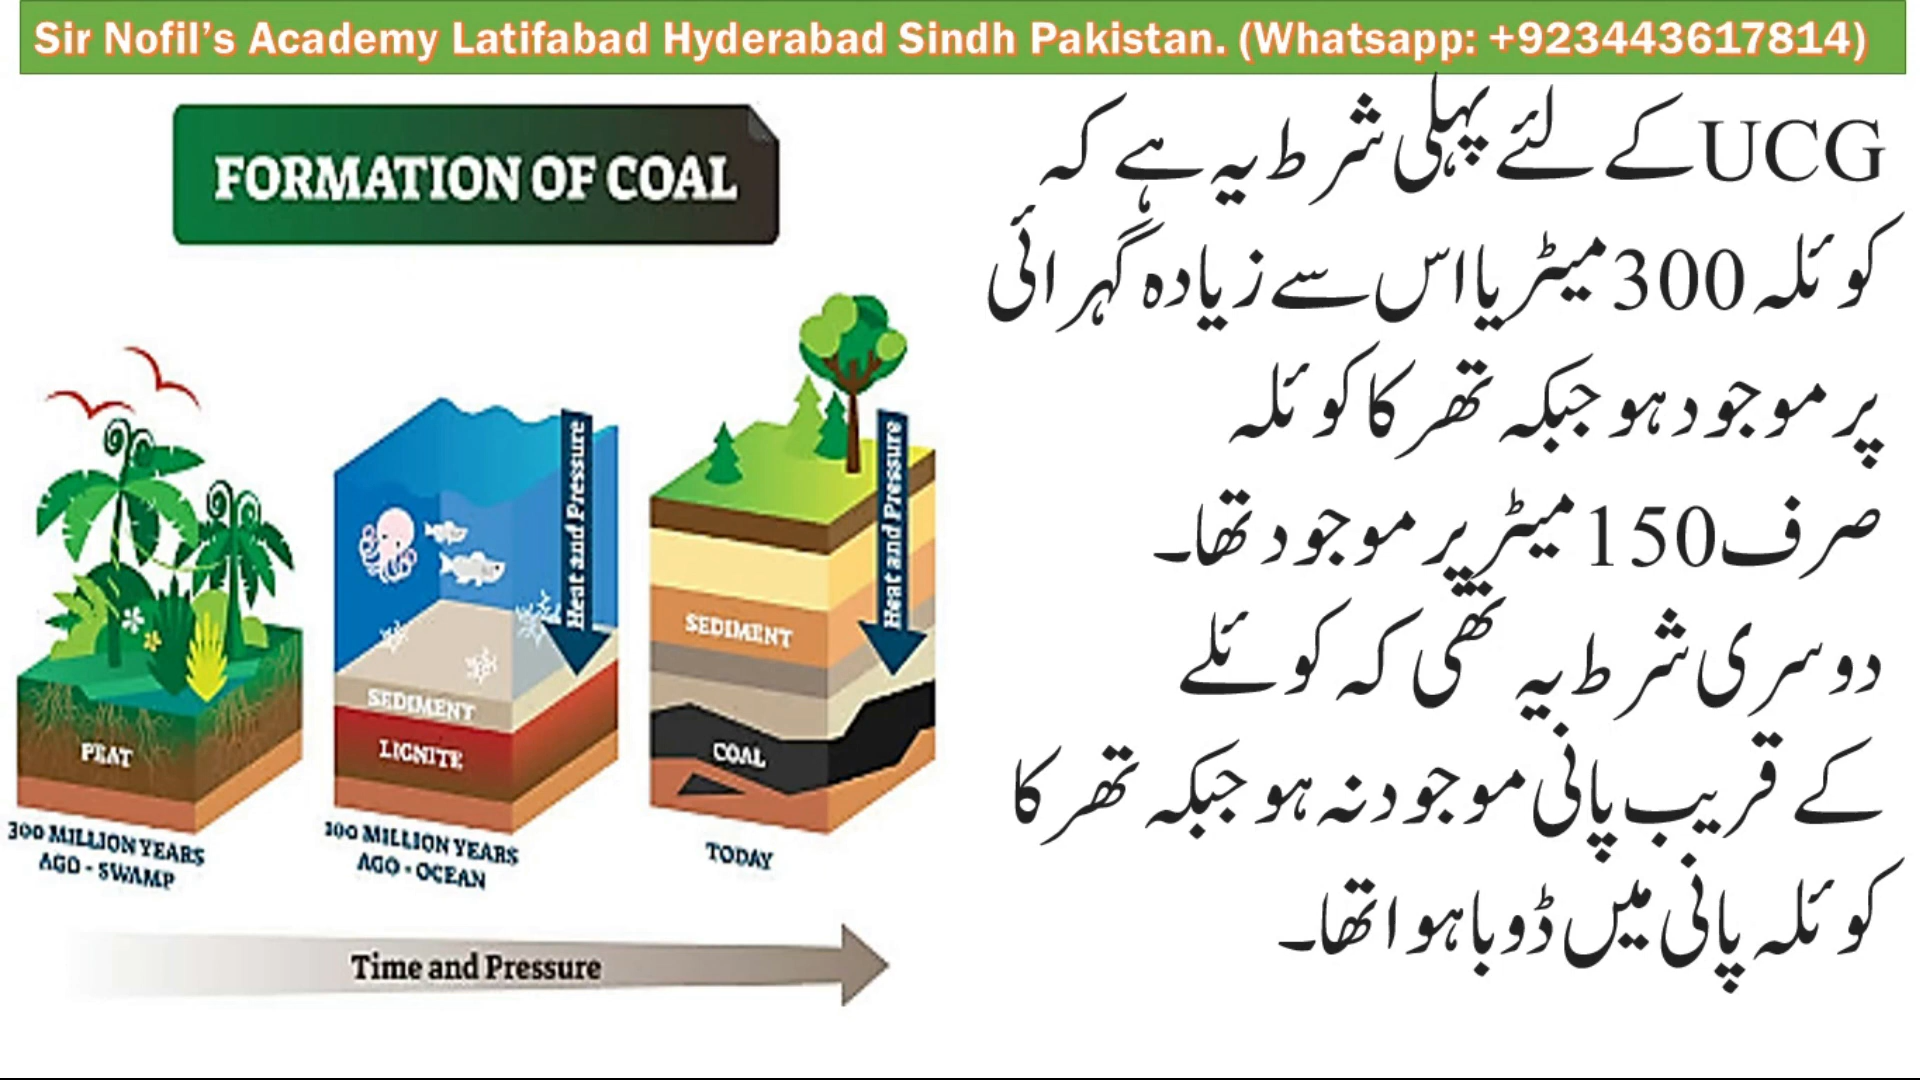 Sir Nofil’s Academy Latifabad Hyderabad Sindh Pakistan. (Whatsapp: +923443617814)
FORMATION OF COAL
Heat and Pressure
Heat and Pressure
SEDIMENT
SEDIMENT
LIGNITE
PEAT
COAL
300 MILLION YEARS
AGO - SWAMP
100 MILLION YEARS
AGO - OCEAN
TODAY
Time and Pressure
UCG کے لئے پہلی شرط یہ ہے کہ
کوئلہ 300 میٹر یا اس سے زیادہ گہرائی
پر موجود ہو جبکہ تھر کا کوئلہ
صرف 150 میٹر پر موجود تھا۔
دوسری شرط یہ تھی کہ کوئلے
کے قریب پانی موجود نہ ہو جبکہ تھر کا
کوئلہ پانی میں ڈوبا ہوا تھا۔